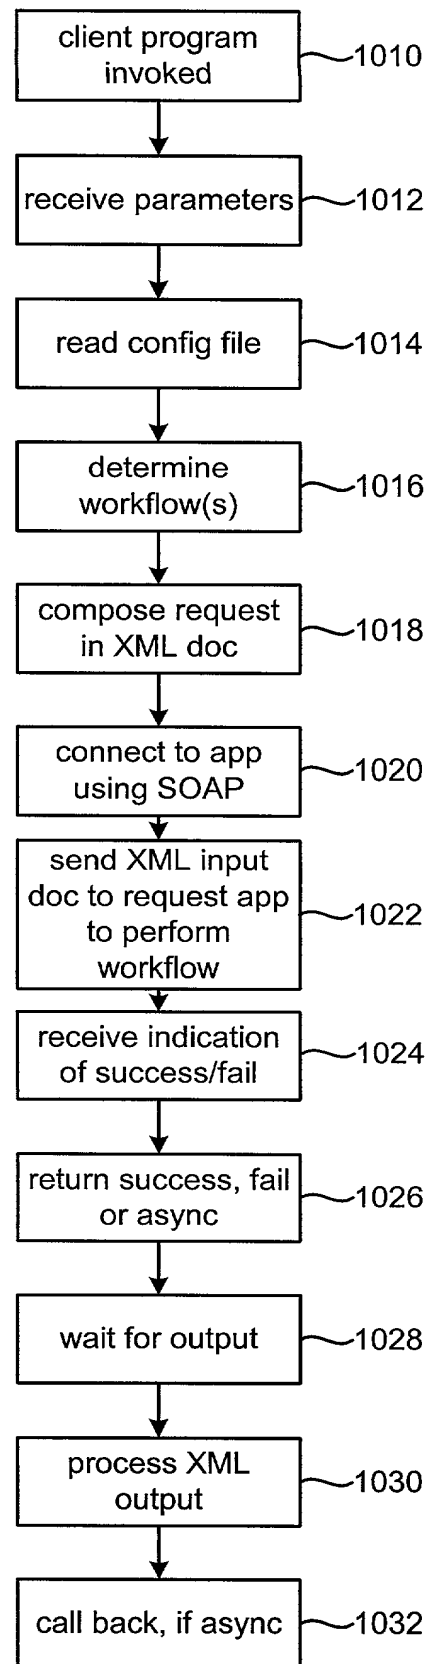 client program
invoked
1010
receive parameters
1012
read config file
1014
determine
workflow(s)
1016
compose request
in XML doc
1018
connect to app
using SOAP
1020
send XML input
doc to request app
to perform
workflow
1022
receive indication
of success/fail
1024
return success, fail
or async
1026
wait for output
1028
process XML
output
1030
call back, if async
1032